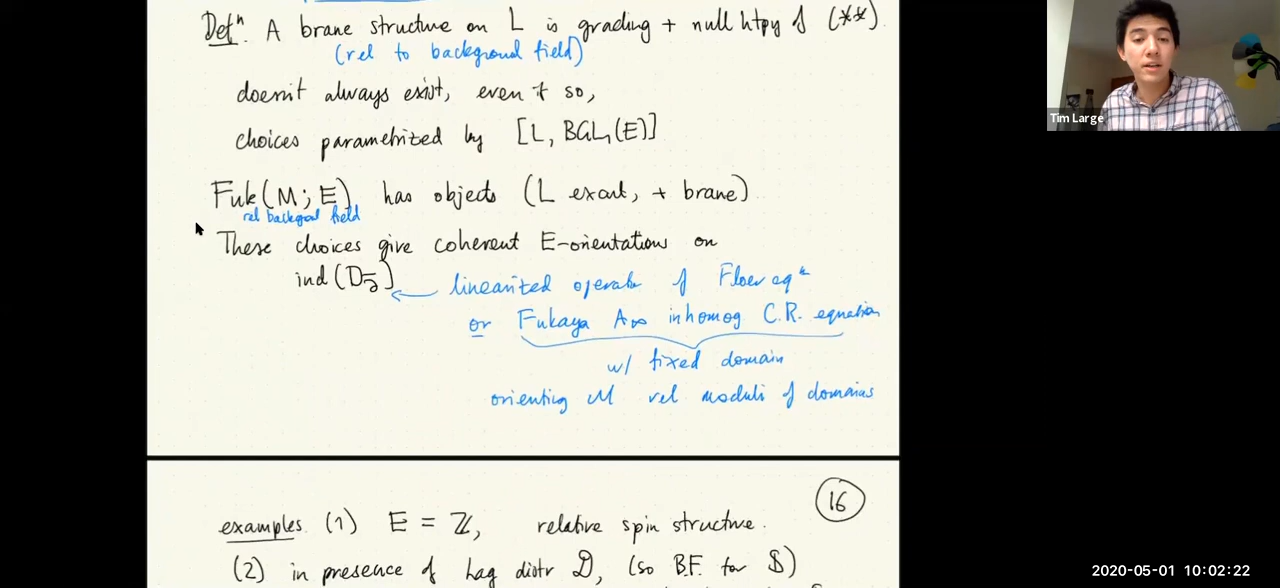 Defⁿ. A brane structure on L is grading + null htpy of (**)
(rel to background field)
doesn't always exist, even if so,
choices parametrized by [L, BGL₁(E)]
Fuk(M; E) has objects (L exact, + brane)
rel backgrod field
These choices give coherent E-orientations on
ind(D_∂̄) ← linearized operator of Floer eqⁿ
or Fukaya A∞ inhomog C.R. equation
w/ fixed domain
orienting M rel moduli of domains
16
examples. (1) E = ℤ, relative spin structure.
(2) in presence of Lag distr D, (so B.F. for $)
Tim Large
2020-05-01 10:02:22